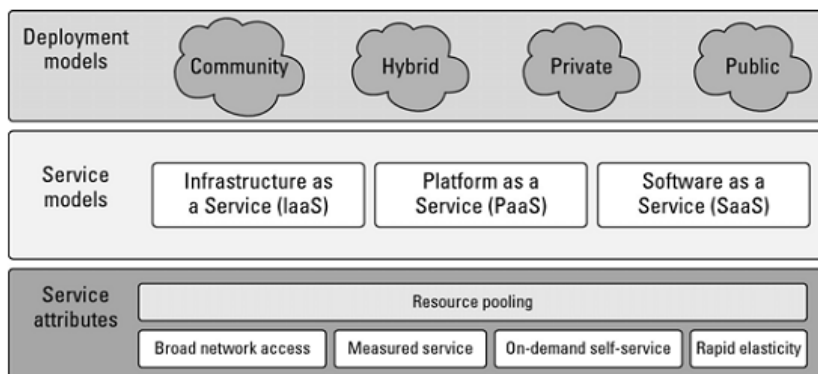 Deployment
models
Community
Hybrid
Private
Public
Service
models
Infrastructure as
a Service (IaaS)
Platform as a
Service (PaaS)
Software as a
Service (SaaS)
Service
attributes
Resource pooling
Broad network access
Measured service
On-demand self-service
Rapid elasticity